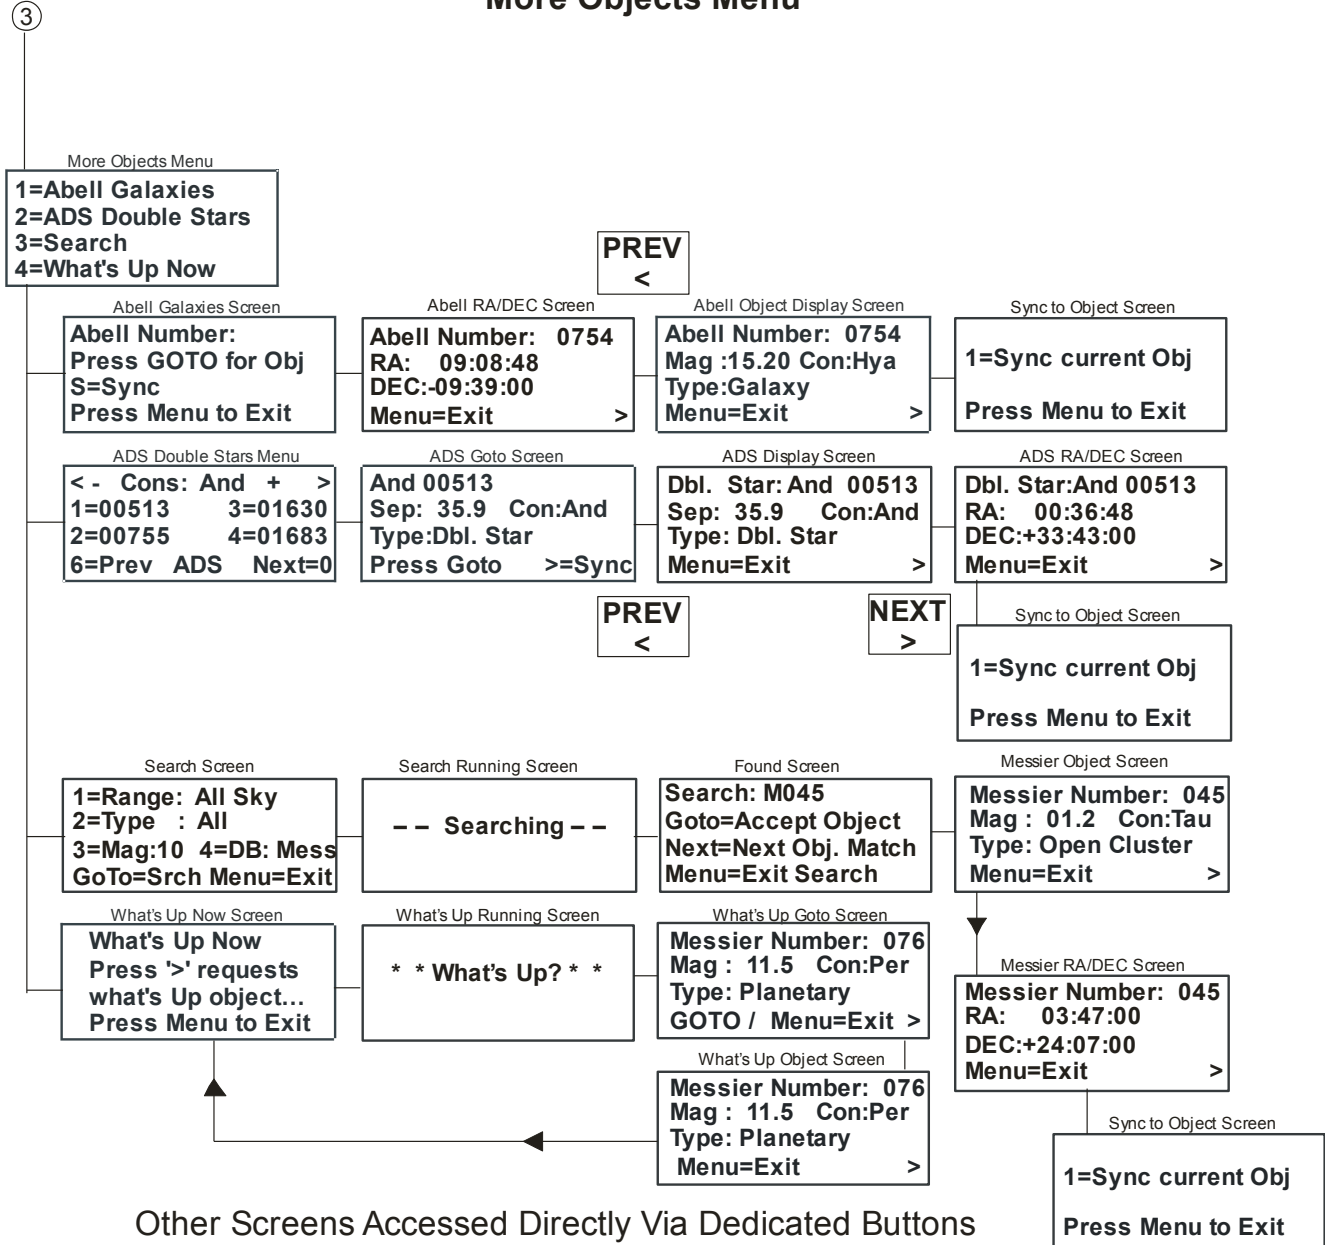 More Objects Menu
3
More Objects Menu
1=Abell Galaxies
2=ADS Double Stars
3=Search
4=What's Up Now
PREV
<
Abell Galaxies Screen
Abell Number:
Press GOTO for Obj
S=Sync
Press Menu to Exit
Abell RA/DEC Screen
Abell Number: 0754
RA: 09:08:48
DEC:-09:39:00
Menu=Exit >
Abell Object Display Screen
Abell Number: 0754
Mag :15.20 Con:Hya
Type:Galaxy
Menu=Exit >
Sync to Object Screen
1=Sync current Obj
Press Menu to Exit
ADS Double Stars Menu
< - Cons: And + >
1=00513 3=01630
2=00755 4=01683
6=Prev ADS Next=0
ADS Goto Screen
And 00513
Sep: 35.9 Con:And
Type:Dbl. Star
Press Goto >=Sync
ADS Display Screen
Dbl. Star: And 00513
Sep: 35.9 Con:And
Type: Dbl. Star
Menu=Exit >
ADS RA/DEC Screen
Dbl. Star:And 00513
RA: 00:36:48
DEC:+33:43:00
Menu=Exit >
PREV
<
NEXT
>
Sync to Object Screen
1=Sync current Obj
Press Menu to Exit
Search Screen
1=Range: All Sky
2=Type : All
3=Mag:10 4=DB: Mess
GoTo=Srch Menu=Exit
Search Running Screen
– – Searching – –
Found Screen
Search: M045
Goto=Accept Object
Next=Next Obj. Match
Menu=Exit Search
Messier Object Screen
Messier Number: 045
Mag : 01.2 Con:Tau
Type: Open Cluster
Menu=Exit >
What's Up Now Screen
What's Up Now
Press '>' requests
what's Up object...
Press Menu to Exit
What's Up Running Screen
* * What's Up? * *
What's Up Goto Screen
Messier Number: 076
Mag : 11.5 Con:Per
Type: Planetary
GOTO / Menu=Exit >
Messier RA/DEC Screen
Messier Number: 045
RA: 03:47:00
DEC:+24:07:00
Menu=Exit >
What's Up Object Screen
Messier Number: 076
Mag : 11.5 Con:Per
Type: Planetary
Menu=Exit >
Sync to Object Screen
1=Sync current Obj
Press Menu to Exit
Other Screens Accessed Directly Via Dedicated Buttons